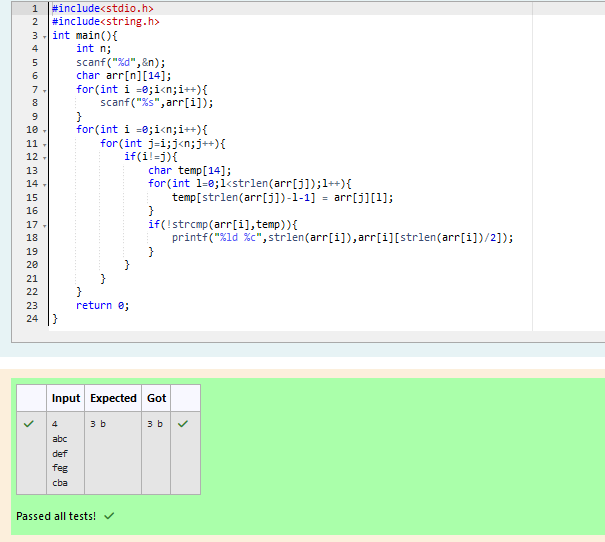 1 #include<stdio.h>
2 #include<string.h>
3 int main(){
4     int n;
5     scanf("%d",&n);
6     char arr[n][14];
7     for(int i =0;i<n;i++){
8         scanf("%s",arr[i]);
9     }
10     for(int i =0;i<n;i++){
11         for(int j=i;j<n;j++){
12             if(i!=j){
13                 char temp[14];
14                 for(int l=0;l<strlen(arr[j]);l++){
15                     temp[strlen(arr[j])-l-1] = arr[j][l];
16                 }
17                 if(!strcmp(arr[i],temp)){
18                     printf("%ld %c",strlen(arr[i]),arr[i][strlen(arr[i])/2]);
19                 }
20             }
21         }
22     }
23     return 0;
24 }
Input Expected Got
4 3 b 3 b
abc
def
feg
cba
Passed all tests!